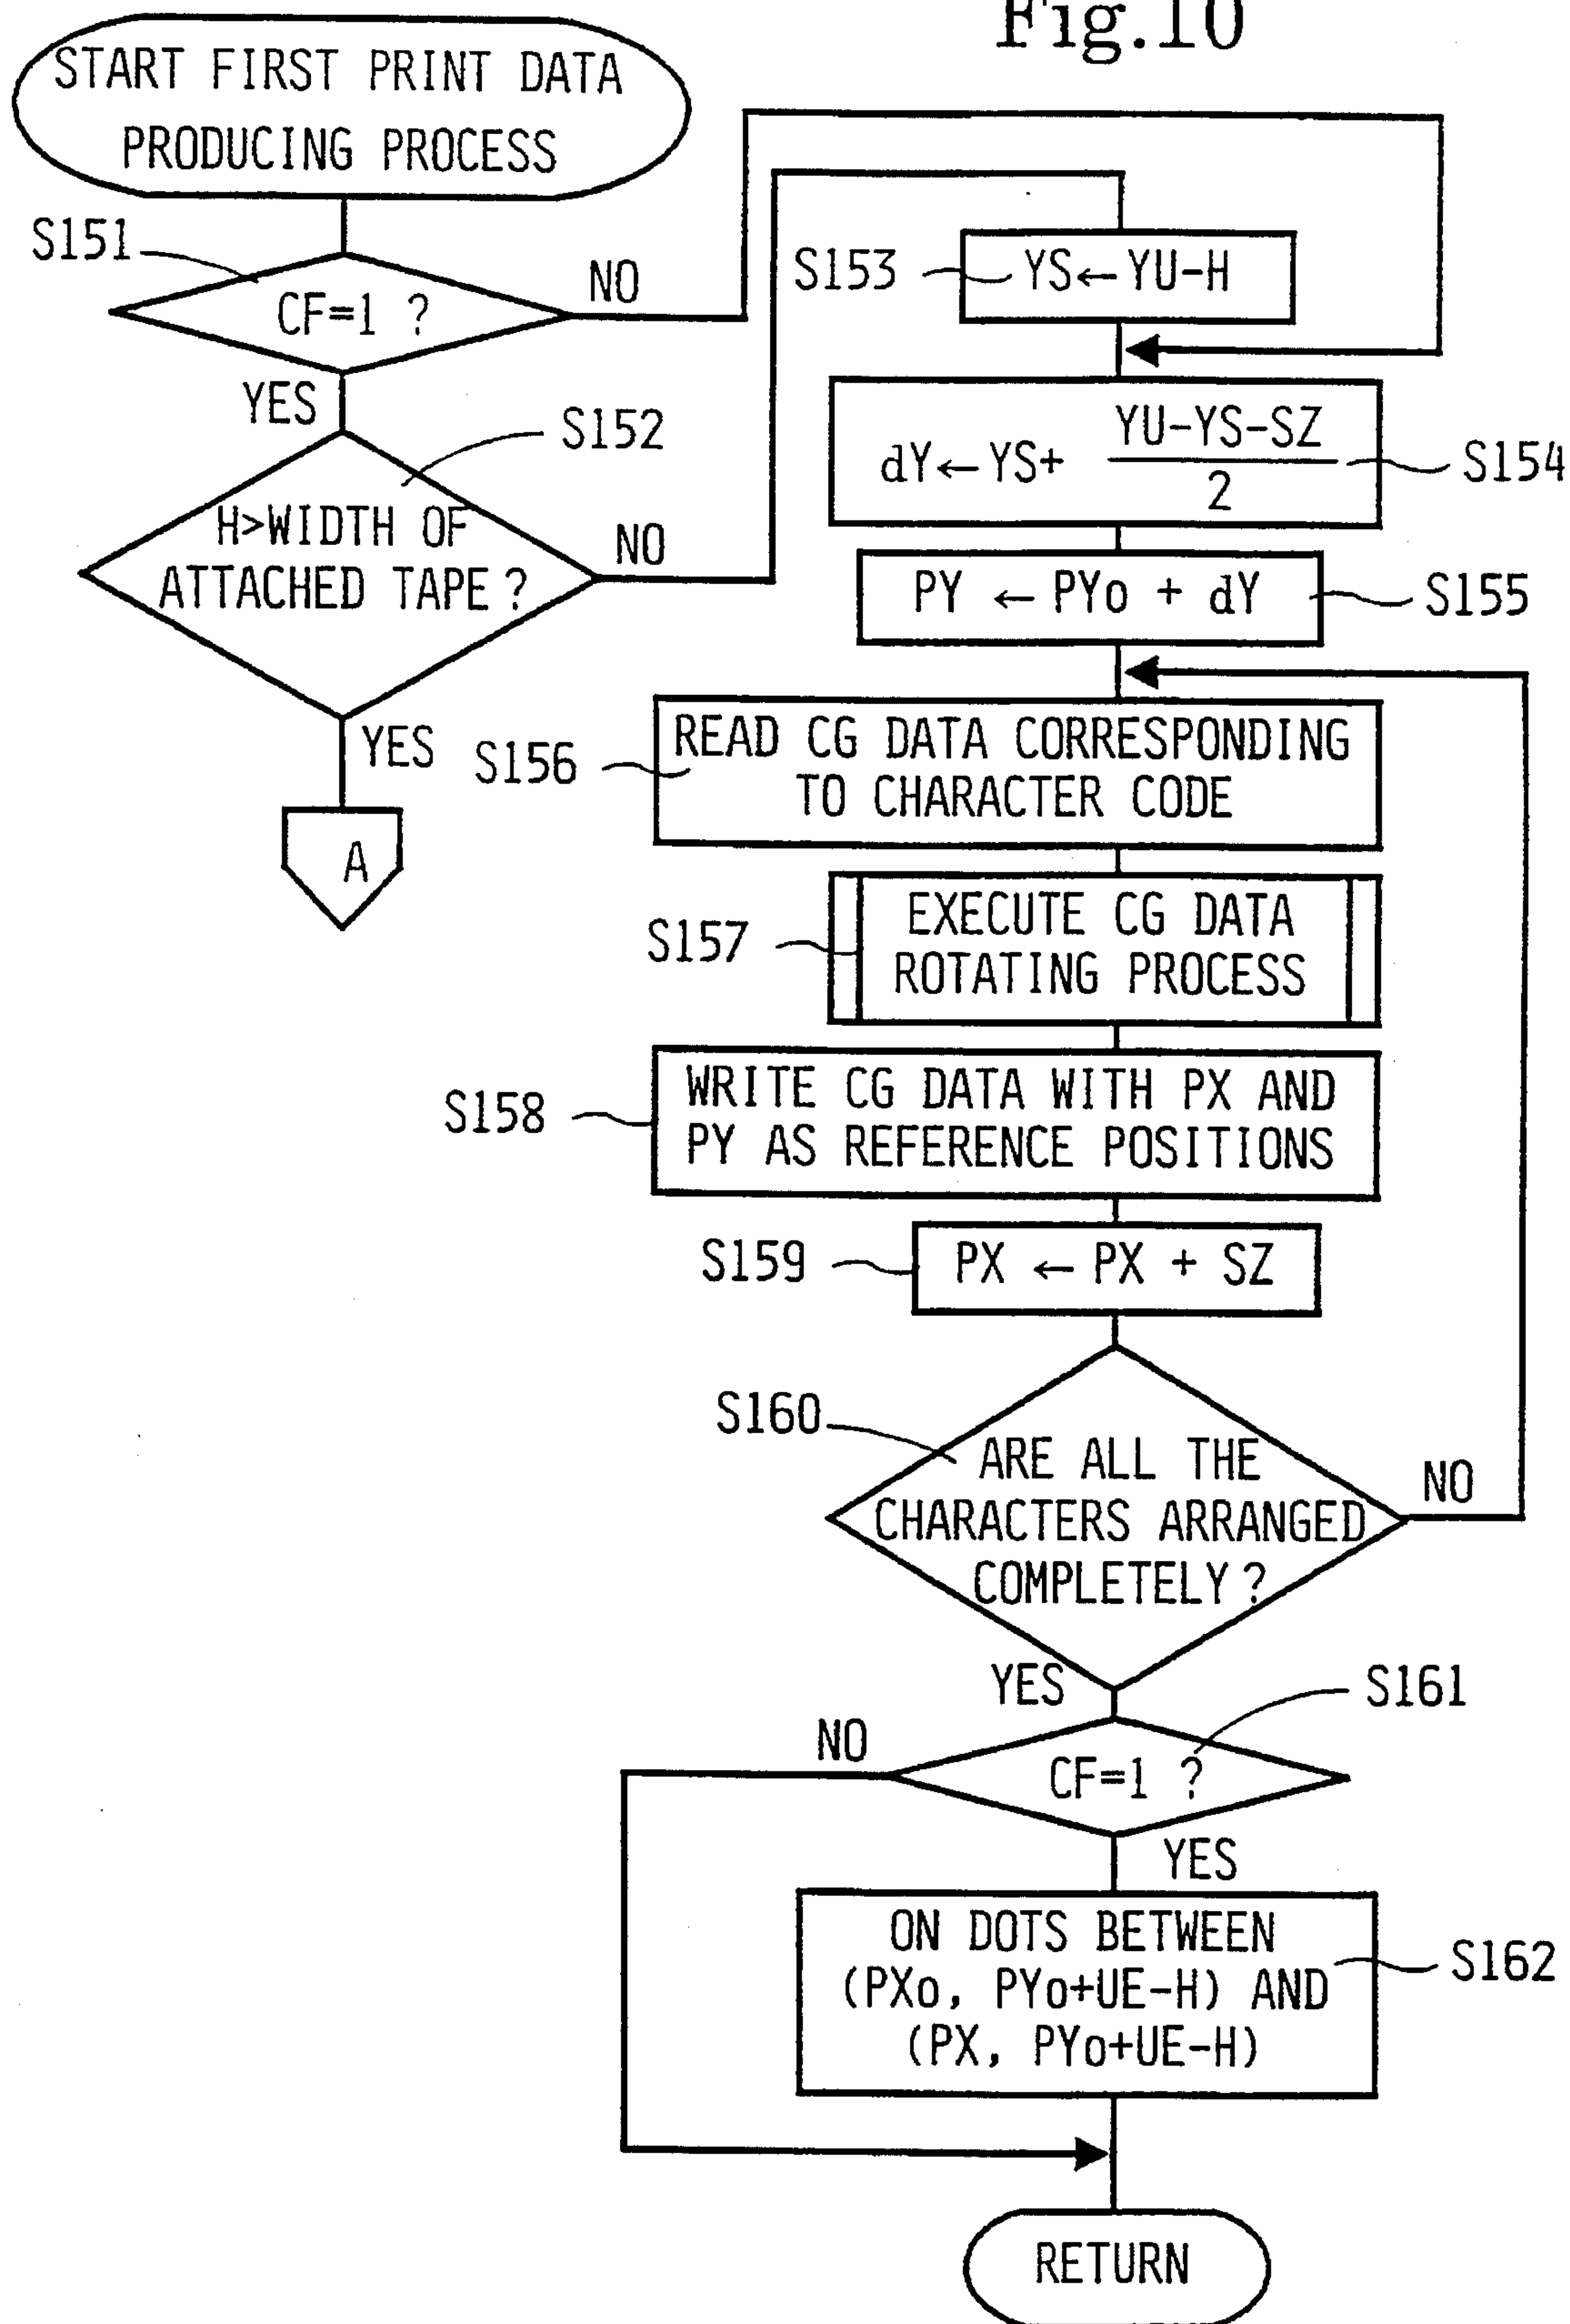 Fig.10
START FIRST PRINT DATA
PRODUCING PROCESS
S151
CF=1 ?
NO
YES
S152
H>WIDTH OF
ATTACHED TAPE?
NO
YES
A
S153
YS←YU-H
dY←YS+
YU-YS-SZ
2
S154
PY ← PYo + dY
S155
S156
READ CG DATA CORRESPONDING
TO CHARACTER CODE
S157
EXECUTE CG DATA
ROTATING PROCESS
S158
WRITE CG DATA WITH PX AND
PY AS REFERENCE POSITIONS
S159
PX ← PX + SZ
S160
ARE ALL THE
CHARACTERS ARRANGED
COMPLETELY?
NO
YES
S161
NO
CF=1 ?
YES
ON DOTS BETWEEN
(PXo, PYo+UE-H) AND
(PX, PYo+UE-H)
S162
RETURN